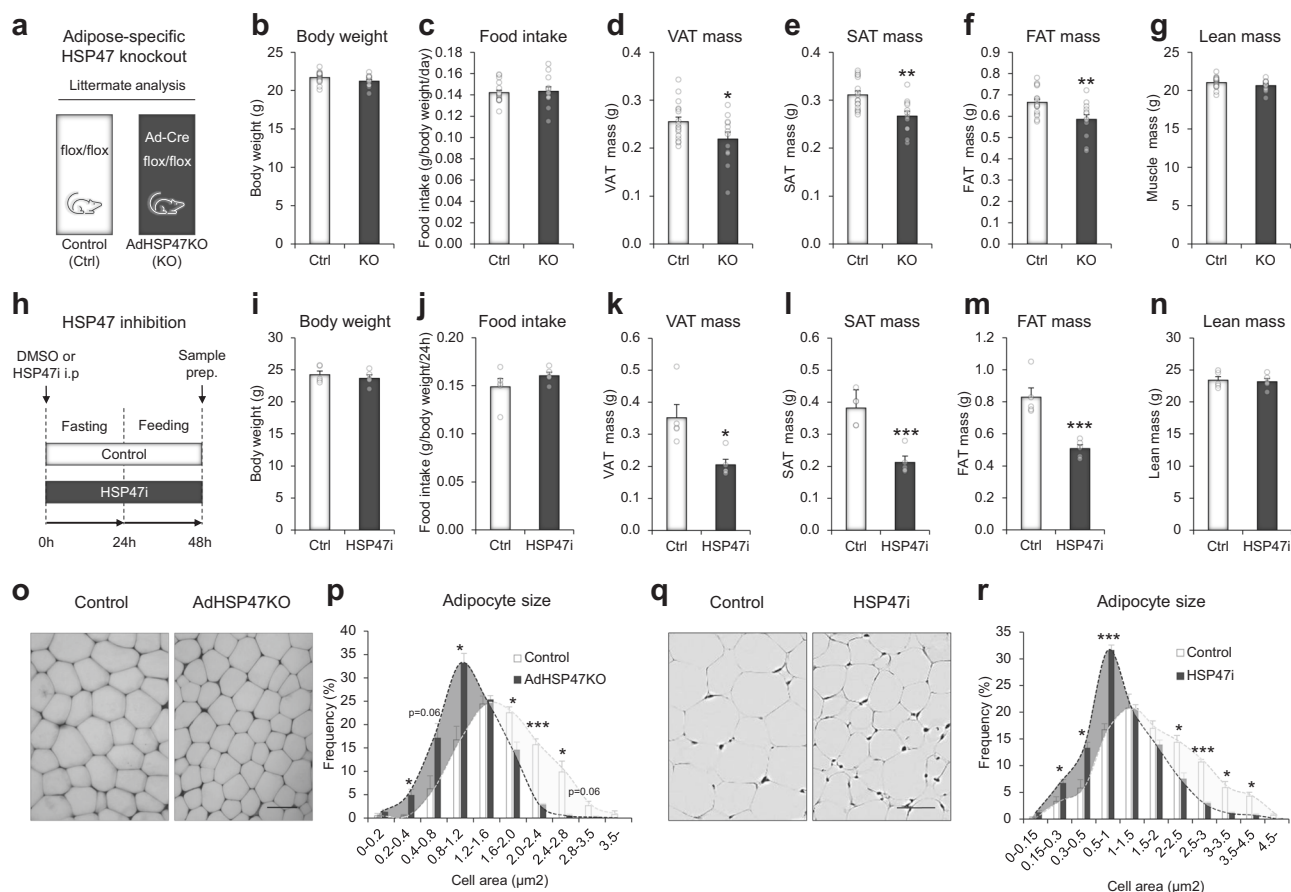 a
Adipose-specific
HSP47 knockout
Littermate analysis
flox/flox
Ad-Cre
flox/flox
Control
(Ctrl)
AdHSP47KO
(KO)
b
Body weight
Body weight (g)
25
20
15
10
5
0
Ctrl
KO
c
Food intake
Food intake (g/body weight/day)
0.18
0.16
0.14
0.12
0.10
0.08
0.06
0.04
0.02
0.00
Ctrl
KO
d
VAT mass
VAT mass (g)
0.4
0.3
0.2
0.1
0.0
*
Ctrl
KO
e
SAT mass
SAT mass (g)
0.4
0.3
0.2
0.1
0.0
**
Ctrl
KO
f
FAT mass
FAT mass (g)
0.9
0.8
0.7
0.6
0.5
0.4
0.3
0.2
0.1
0.0
**
Ctrl
KO
g
Lean mass
Muscle mass (g)
25
20
15
10
5
0
Ctrl
KO
h
HSP47 inhibition
DMSO or
HSP47i i.p
Sample
prep.
Fasting
Feeding
Control
HSP47i
0h
24h
48h
i
Body weight
Body weight (g)
30
25
20
15
10
5
0
Ctrl
HSP47i
j
Food intake
Food intake (g/body weight/24h)
0.20
0.15
0.10
0.05
0.00
Ctrl
HSP47i
k
VAT mass
VAT mass (g)
0.6
0.5
0.4
0.3
0.2
0.1
0.0
*
Ctrl
HSP47i
l
SAT mass
SAT mass (g)
0.6
0.5
0.4
0.3
0.2
0.1
0.0
***
Ctrl
HSP47i
m
FAT mass
FAT mass (g)
1.2
1.0
0.8
0.6
0.4
0.2
0.0
***
Ctrl
HSP47i
n
Lean mass
Lean mass (g)
30
25
20
15
10
5
0
Ctrl
HSP47i
o
Control
AdHSP47KO
p
Adipocyte size
Frequency (%)
40
35
30
25
20
15
10
5
0
Control
AdHSP47KO
*
p=0.06
*
*
***
*
p=0.06
0-0.2
0.2-0.4
0.4-0.8
0.8-1.2
1.2-1.6
1.6-2.0
2.0-2.4
2.4-2.8
2.8-3.5
3.5-
Cell area (µm2)
q
Control
HSP47i
r
Adipocyte size
Frequency (%)
35
30
25
20
15
10
5
0
Control
HSP47i
*
*
***
*
***
*
*
0-0.15
0.15-0.3
0.3-0.5
0.5-1
1-1.5
1.5-2
2-2.5
2.5-3
3-3.5
3.5-4.5
4.5-
Cell area (µm2)